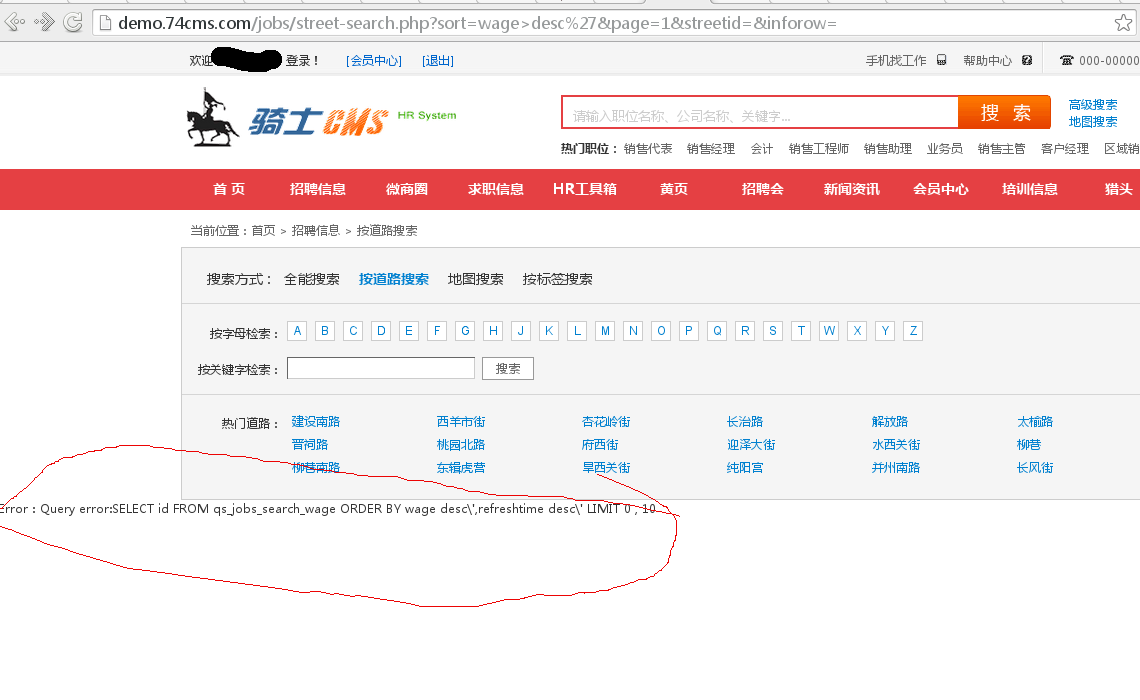 demo.74cms.com/jobs/street-search.php?sort=wage>desc%27&page=1&streetid=&inforow=
欢迎 登录！ [会员中心] [退出] 手机找工作 帮助中心 000-00000
骑士CMS HR System
请输入职位名称、公司名称、关键字... 搜 索 高级搜索
地图搜索
热门职位： 销售代表 销售经理 会计 销售工程师 销售助理 业务员 销售主管 客户经理 区域销
首 页 招聘信息 微商圈 求职信息 HR工具箱 黄页 招聘会 新闻资讯 会员中心 培训信息 猎头
当前位置：首页 > 招聘信息 > 按道路搜索
搜索方式： 全能搜索 按道路搜索 地图搜索 按标签搜索
按字母检索： A B C D E F G H J K L M N O P Q R S T W X Y Z
按关键字检索： 搜索
热门道路： 建设南路 西羊市街 杏花岭街 长治路 解放路 太榆路
晋祠路 桃园北路 府西街 迎泽大街 水西关街 柳巷
柳巷南路 东辑虎营 旱西关街 纯阳宫 并州南路 长风街
Error：Query error:SELECT id FROM qs_jobs_search_wage ORDER BY wage desc\',refreshtime desc\' LIMIT 0 , 10